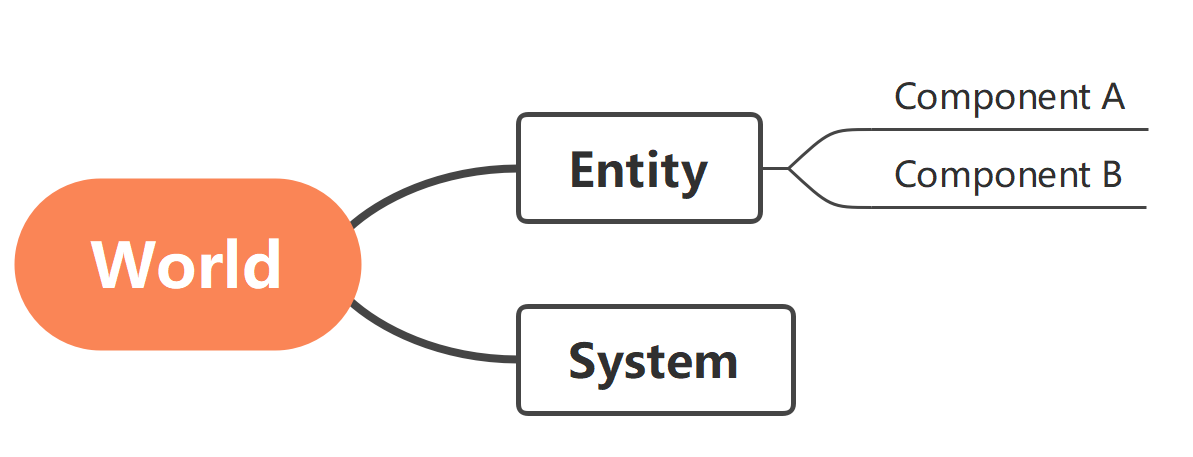 World
Entity
Component A
Component B
System